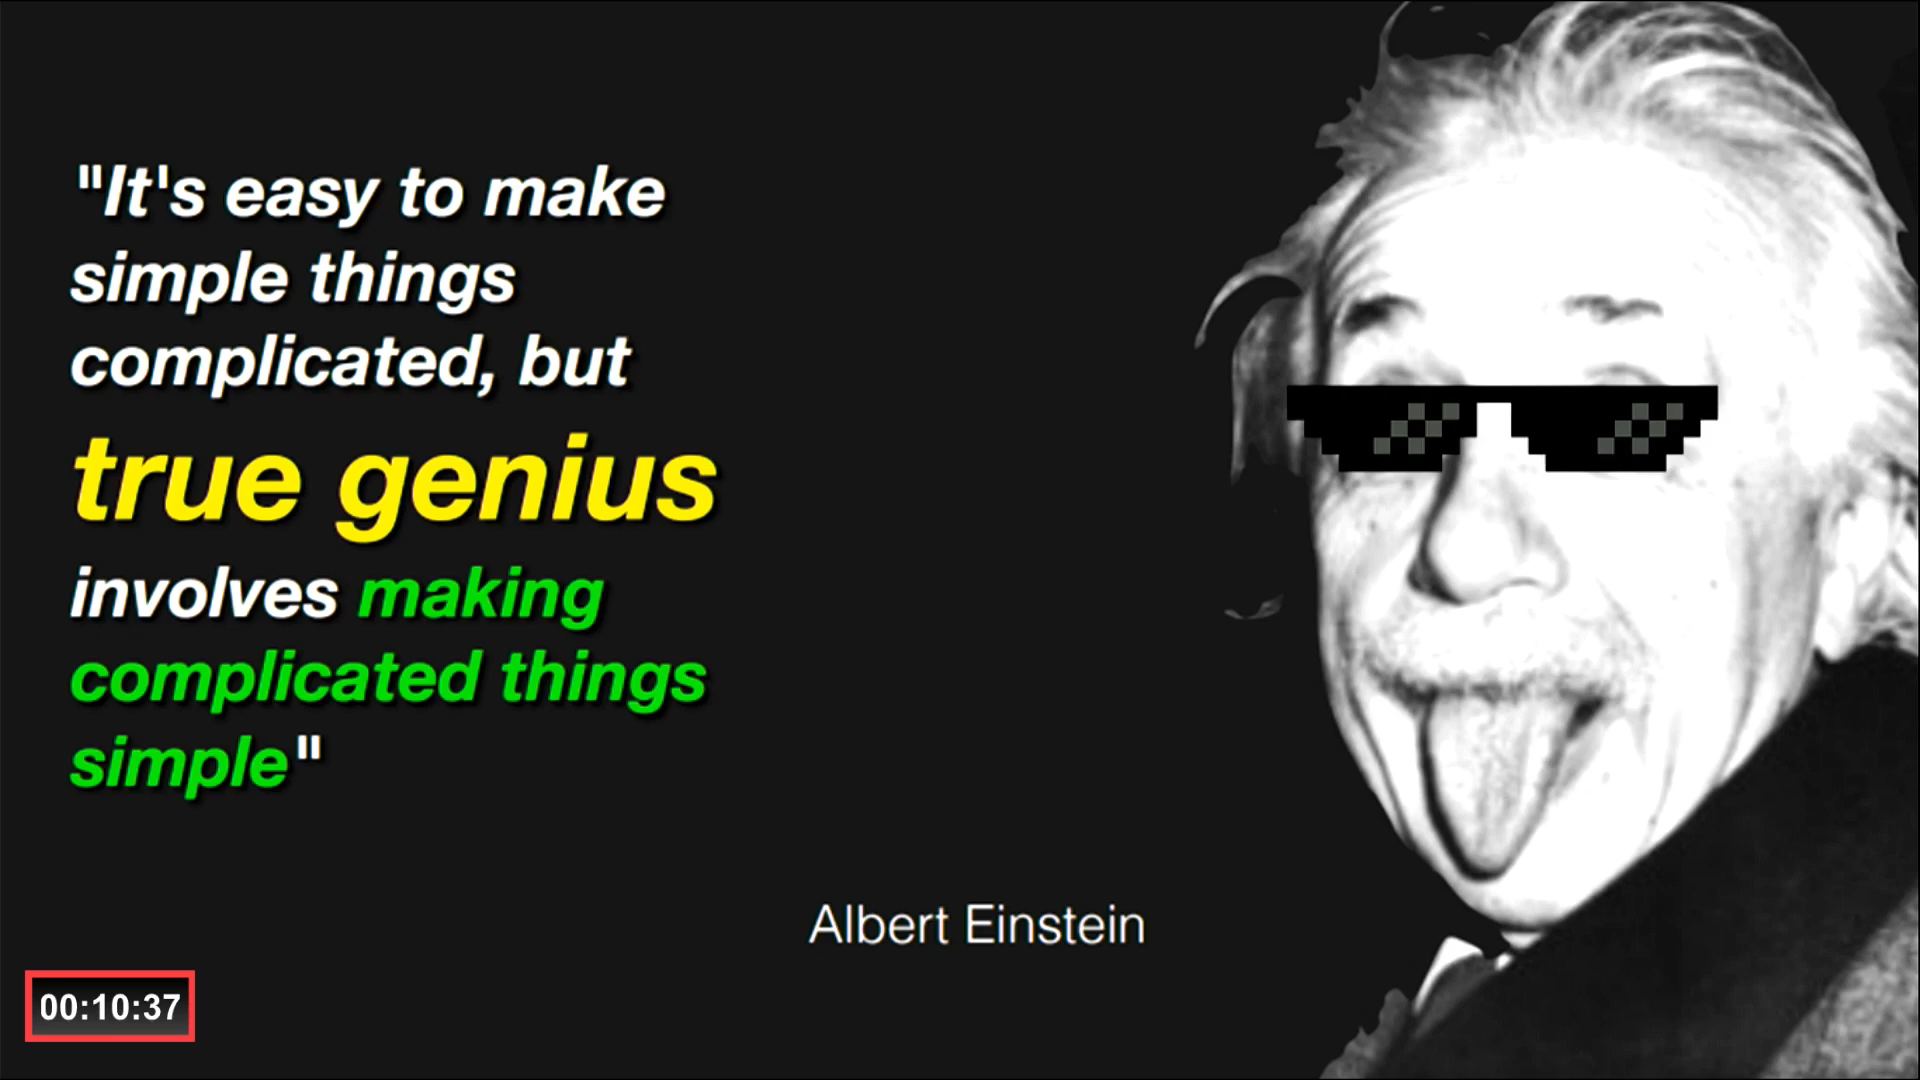 "It's easy to make
simple things
complicated, but
true genius
involves making
complicated things
simple"
Albert Einstein
00:10:37